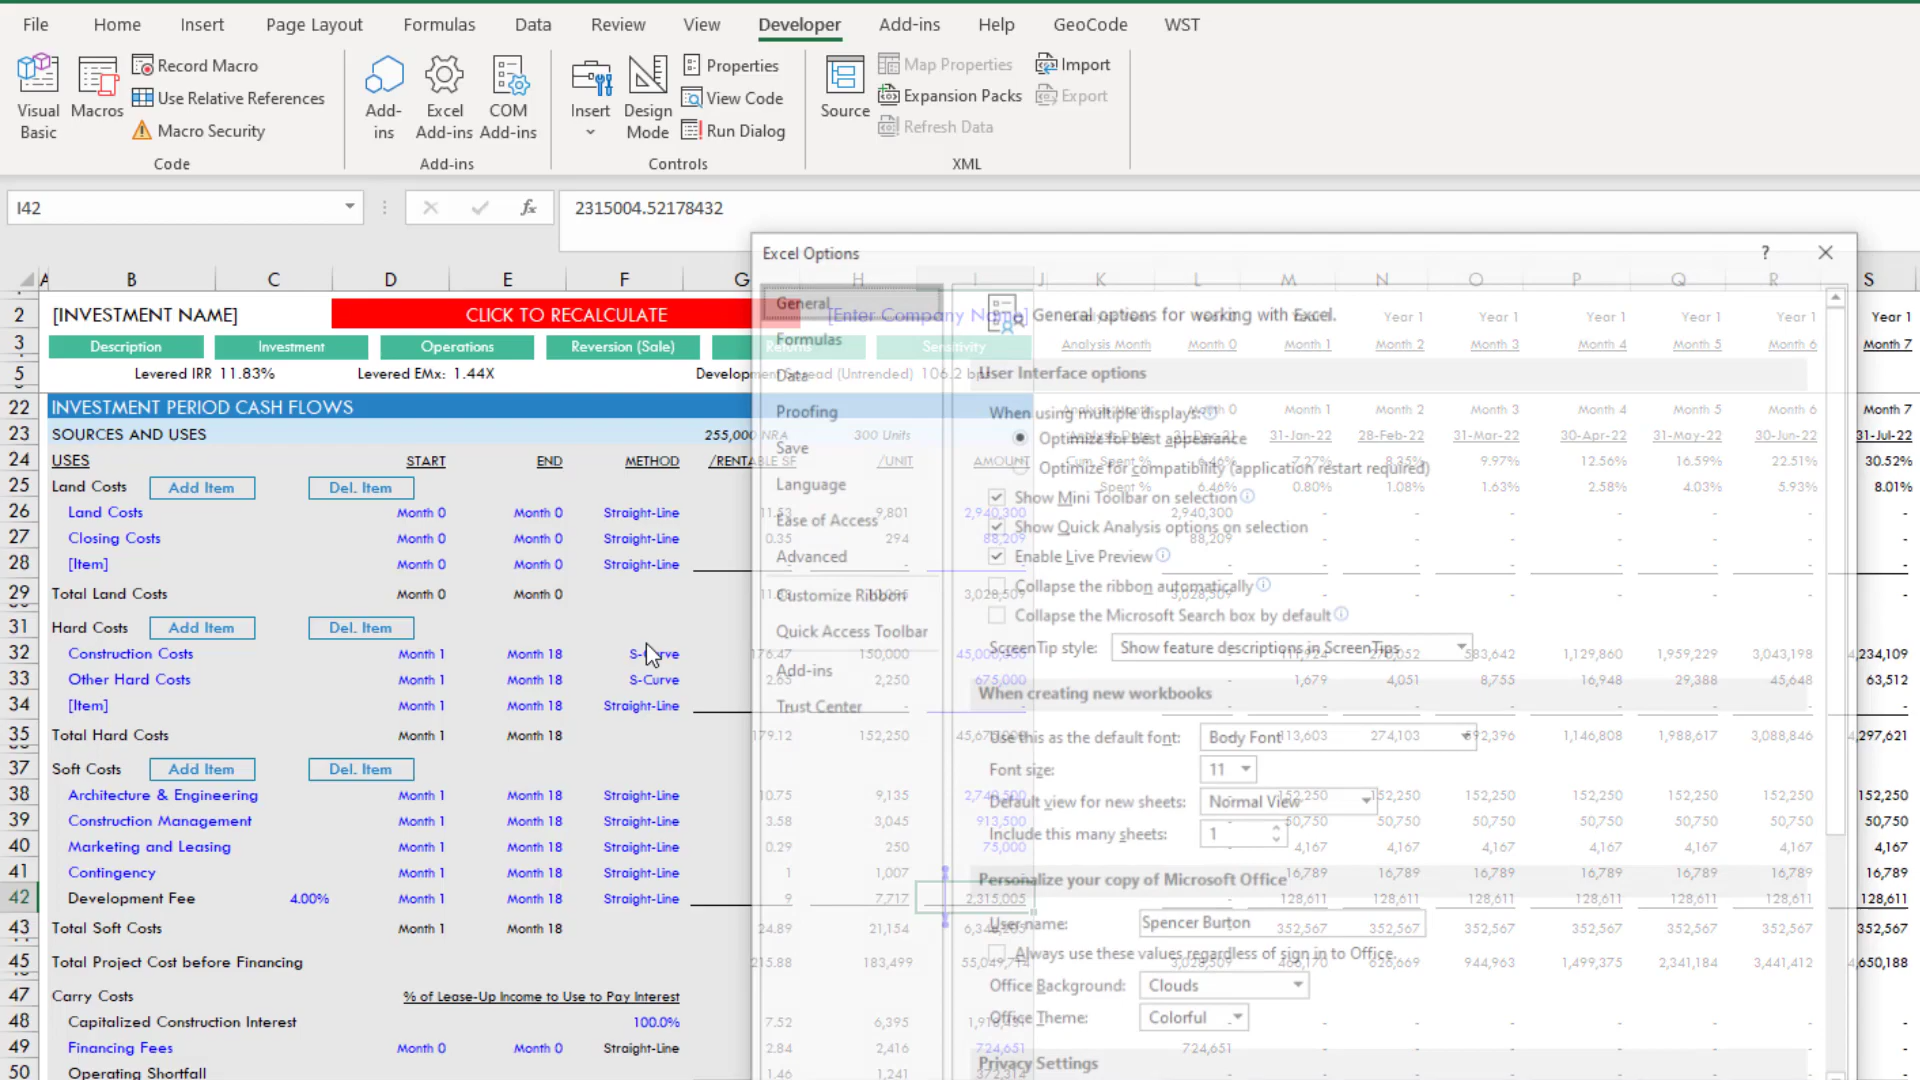 File Home Insert Page Layout Formulas Data Review View Developer Add-ins Help GeoCode WST
Visual Basic
Macros
Record Macro
Use Relative References
Macro Security
Code
Add-ins
Excel Add-ins
COM Add-ins
Add-ins
Insert
Design Mode
Properties
View Code
Run Dialog
Controls
Source
Map Properties
Expansion Packs
Refresh Data
Import
Export
XML
I42 fx 2315004.52178432
Excel Options ?
A B C D E F G H I J K L M N O P Q R S
2 [INVESTMENT NAME] CLICK TO RECALCULATE [Enter Company Name] Year 1 Year 1 Year 1 Year 1 Year 1 Year 1
3 Description Investment Operations Reversion (Sale) Sensitivity Analysis Month Month 0 Month 1 Month 2 Month 3 Month 4 Month 5 Month 6 Month 7
5 Levered IRR 11.83% Levered EMx: 1.44X Development Spread (Untrended) 106.2 bps
22 INVESTMENT PERIOD CASH FLOWS Month 1 Month 2 Month 3 Month 4 Month 5 Month 6 Month 7
23 SOURCES AND USES 255,000 NRA 300 Units 31-Jan-22 28-Feb-22 31-Mar-22 30-Apr-22 31-May-22 30-Jun-22 31-Jul-22
24 USES START END METHOD /RENTABLE SF /UNIT AMOUNT Cum. Spent % 6.46% 7.27% 8.35% 9.97% 12.56% 16.59% 22.51% 30.52%
25 Land Costs Add Item Del. Item Spent % 6.46% 0.80% 1.08% 1.63% 2.58% 4.03% 5.93% 8.01%
26 Land Costs Month 0 Month 0 Straight-Line 11.53 9,801 2,940,300 2,940,300 - - - - - - -
27 Closing Costs Month 0 Month 0 Straight-Line 0.35 294 88,209 88,209 - - - - - - -
28 [Item] Month 0 Month 0 Straight-Line - - - - - - - - - -
29 Total Land Costs Month 0 Month 0 3,028,509 3,028,509 - - - - - - -
31 Hard Costs Add Item Del. Item
32 Construction Costs Month 1 Month 18 S-Curve 176.47 150,000 583,642 1,129,860 1,959,229 3,043,198 4,234,109
33 Other Hard Costs Month 1 Month 18 S-Curve 2.65 2,250 675,000 - 1,679 4,051 8,755 16,948 29,388 45,648 63,512
34 [Item] Month 1 Month 18 Straight-Line - - - - - - - - -
35 Total Hard Costs Month 1 Month 18 179.12 152,250 113,603 274,103 592,396 1,146,808 1,988,617 3,088,846 4,297,621
37 Soft Costs Add Item Del. Item
38 Architecture & Engineering Month 1 Month 18 Straight-Line 10.75 9,135 2,740,500 152,250 152,250 152,250 152,250 152,250 152,250 152,250
39 Construction Management Month 1 Month 18 Straight-Line 3.58 3,045 913,500 50,750 50,750 50,750 50,750 50,750 50,750 50,750
40 Marketing and Leasing Month 1 Month 18 Straight-Line 0.29 250 75,000 4,167 4,167 4,167 4,167 4,167 4,167 4,167
41 Contingency Month 1 Month 18 Straight-Line 1 1,007 16,789 16,789 16,789 16,789 16,789 16,789 16,789
42 Development Fee 4.00% Month 1 Month 18 Straight-Line 9 7,717 2,315,005 128,611 128,611 128,611 128,611 128,611 128,611 128,611
43 Total Soft Costs Month 1 Month 18 24.89 21,154 352,567 352,567 352,567 352,567 352,567 352,567 352,567
45 Total Project Cost before Financing 215.88 183,499 55,049,714 3,028,509 466,170 626,669 944,963 1,499,375 2,341,184 3,441,412 4,650,188
47 Carry Costs % of Lease-Up Income to Use to Pay Interest
48 Capitalized Construction Interest 100.0% 7.52 6,395 - - - - - - -
49 Financing Fees Month 0 Month 0 Straight-Line 2.84 2,416 724,651 724,651 - - - - - - -
50 Operating Shortfall 1.46 1,241 372,314
General
Formulas
Data
Proofing
Save
Language
Ease of Access
Advanced
Customize Ribbon
Quick Access Toolbar
Add-ins
Trust Center
General options for working with Excel.
User Interface options
When using multiple displays:
Optimize for best appearance
Optimize for compatibility (application restart required)
Show Mini Toolbar on selection
Show Quick Analysis options on selection
Enable Live Preview
Collapse the ribbon automatically
Collapse the Microsoft Search box by default
ScreenTip style: Show feature descriptions in ScreenTips
When creating new workbooks
Use this as the default font: Body Font
Font size: 11
Default view for new sheets: Normal View
Include this many sheets: 1
Personalize your copy of Microsoft Office
User name: Spencer Burton
Always use these values regardless of sign in to Office.
Office Background: Clouds
Office Theme: Colorful
Privacy Settings